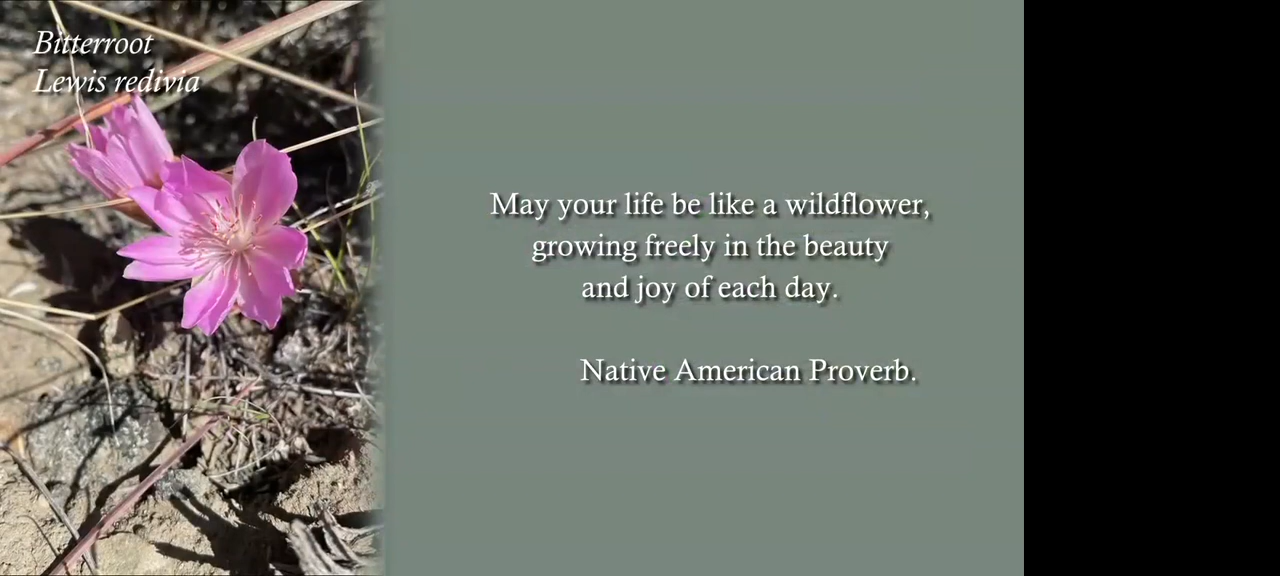 Bitterroot
Lewis redivia
May your life be like a wildflower,
growing freely in the beauty
and joy of each day.
Native American Proverb.